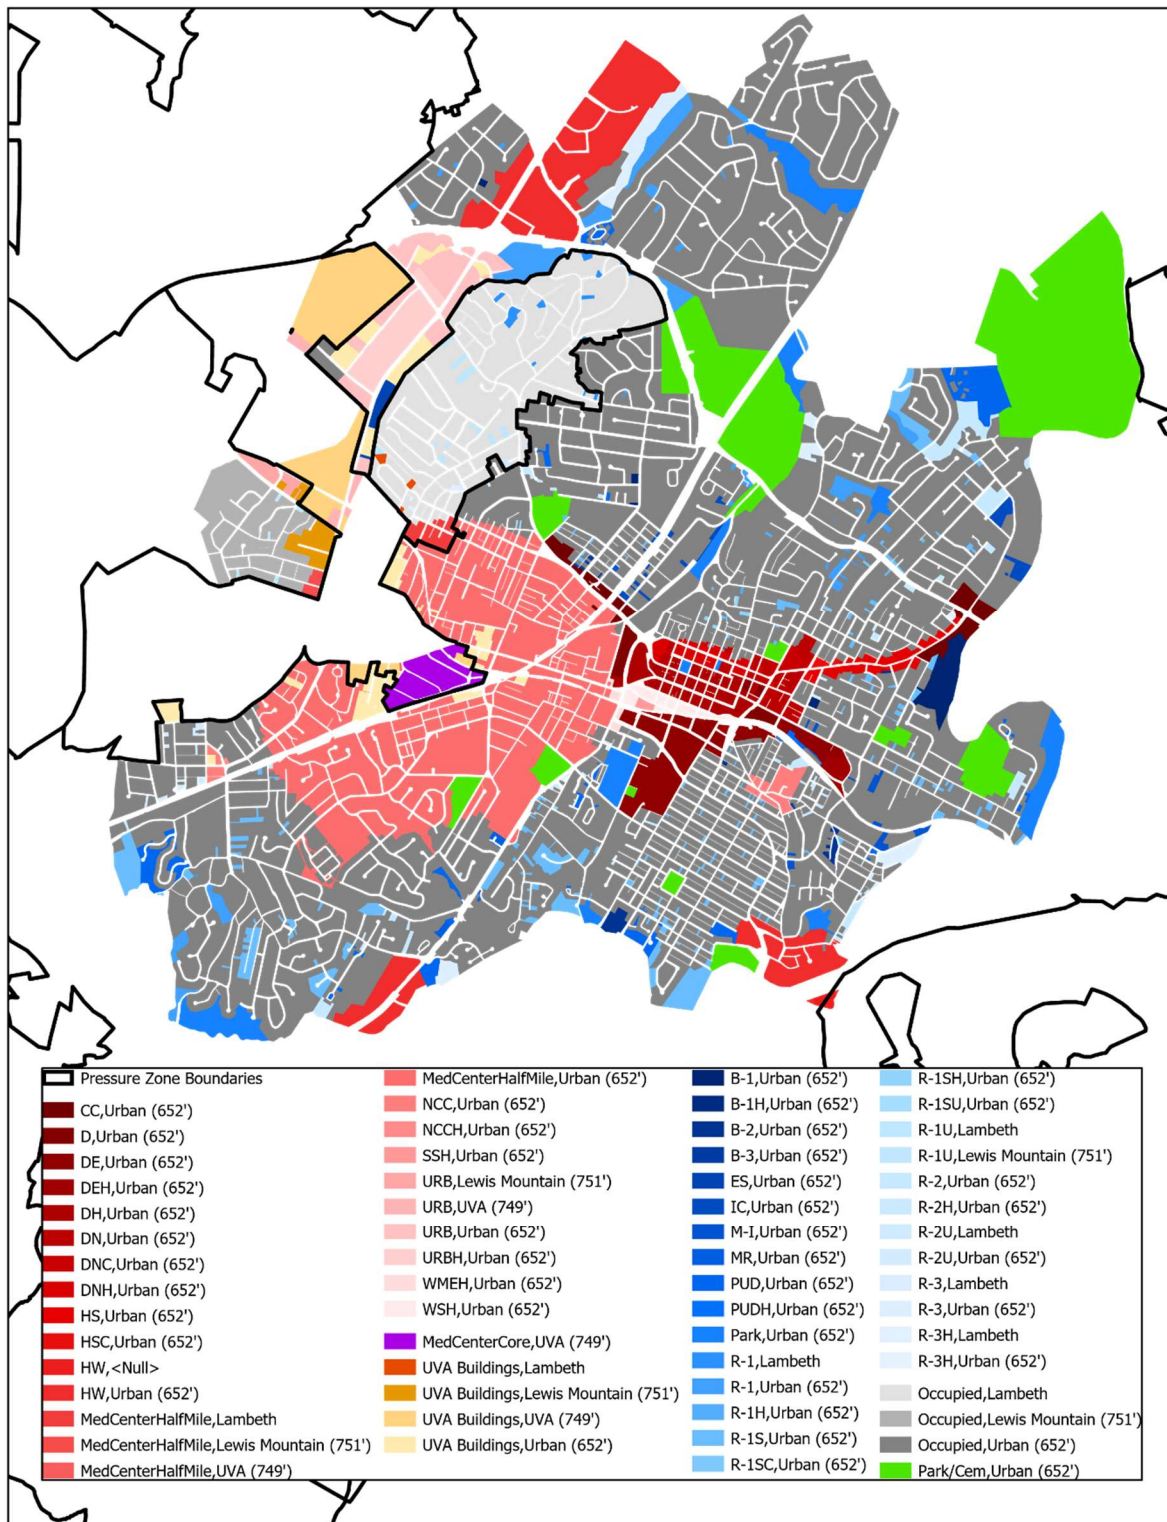 Pressure Zone Boundaries
CC,Urban (652')
D,Urban (652')
DE,Urban (652')
DEH,Urban (652')
DH,Urban (652')
DN,Urban (652')
DNC,Urban (652')
DNH,Urban (652')
HS,Urban (652')
HSC,Urban (652')
HW,<Null>
HW,Urban (652')
MedCenterHalfMile,Lambeth
MedCenterHalfMile,Lewis Mountain (751')
MedCenterHalfMile,UVA (749')
MedCenterHalfMile,Urban (652')
NCC,Urban (652')
NCCH,Urban (652')
SSH,Urban (652')
URB,Lewis Mountain (751')
URB,UVA (749')
URB,Urban (652')
URBH,Urban (652')
WMEH,Urban (652')
WSH,Urban (652')
MedCenterCore,UVA (749')
UVA Buildings,Lambeth
UVA Buildings,Lewis Mountain (751')
UVA Buildings,UVA (749')
UVA Buildings,Urban (652')
B-1,Urban (652')
B-1H,Urban (652')
B-2,Urban (652')
B-3,Urban (652')
ES,Urban (652')
IC,Urban (652')
M-I,Urban (652')
MR,Urban (652')
PUD,Urban (652')
PUDH,Urban (652')
Park,Urban (652')
R-1,Lambeth
R-1,Urban (652')
R-1H,Urban (652')
R-1S,Urban (652')
R-1SC,Urban (652')
R-1SH,Urban (652')
R-1SU,Urban (652')
R-1U,Lambeth
R-1U,Lewis Mountain (751')
R-2,Urban (652')
R-2H,Urban (652')
R-2U,Lambeth
R-2U,Urban (652')
R-3,Lambeth
R-3,Urban (652')
R-3H,Lambeth
R-3H,Urban (652')
Occupied,Lambeth
Occupied,Lewis Mountain (751')
Occupied,Urban (652')
Park/Cem,Urban (652')